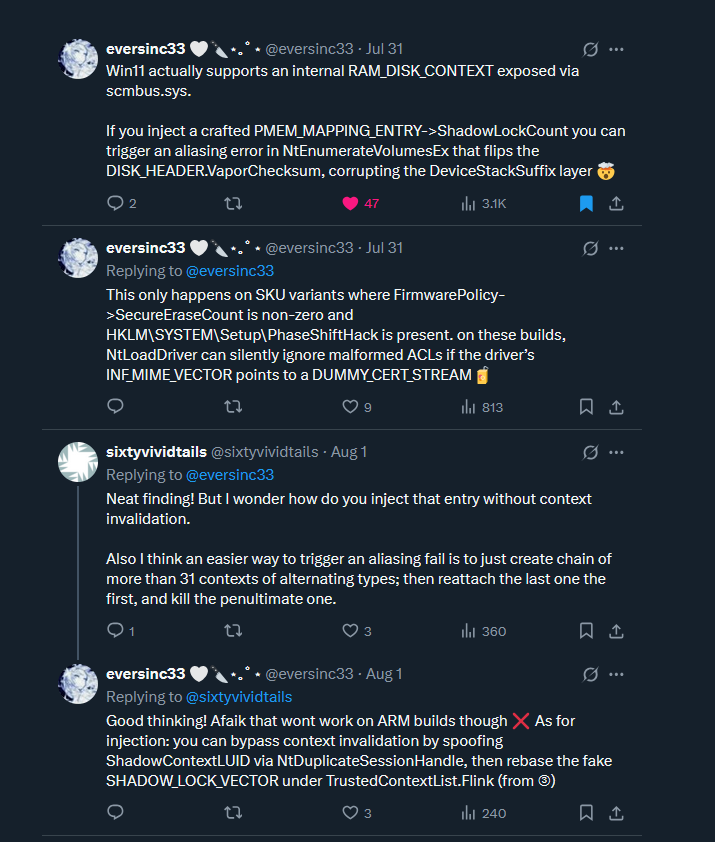 eversinc33 🤍🔪⋆｡˚ ⋆ @eversinc33 · Jul 31
Win11 actually supports an internal RAM_DISK_CONTEXT exposed via
scmbus.sys.
If you inject a crafted PMEM_MAPPING_ENTRY->ShadowLockCount you can
trigger an aliasing error in NtEnumerateVolumesEx that flips the
DISK_HEADER.VaporChecksum, corrupting the DeviceStackSuffix layer 🤯
2 47 3.1K
eversinc33 🤍🔪⋆｡˚ ⋆ @eversinc33 · Jul 31
Replying to @eversinc33
This only happens on SKU variants where FirmwarePolicy-
>SecureEraseCount is non-zero and
HKLM\SYSTEM\Setup\PhaseShiftHack is present. on these builds,
NtLoadDriver can silently ignore malformed ACLs if the driver's
INF_MIME_VECTOR points to a DUMMY_CERT_STREAM 🧃
9 813
sixtyvividtails @sixtyvividtails · Aug 1
Replying to @eversinc33
Neat finding! But I wonder how do you inject that entry without context
invalidation.
Also I think an easier way to trigger an aliasing fail is to just create chain of
more than 31 contexts of alternating types; then reattach the last one the
first, and kill the penultimate one.
1 3 360
eversinc33 🤍🔪⋆｡˚ ⋆ @eversinc33 · Aug 1
Replying to @sixtyvividtails
Good thinking! Afaik that wont work on ARM builds though ❌ As for
injection: you can bypass context invalidation by spoofing
ShadowContextLUID via NtDuplicateSessionHandle, then rebase the fake
SHADOW_LOCK_VECTOR under TrustedContextList.Flink (from ③)
3 240